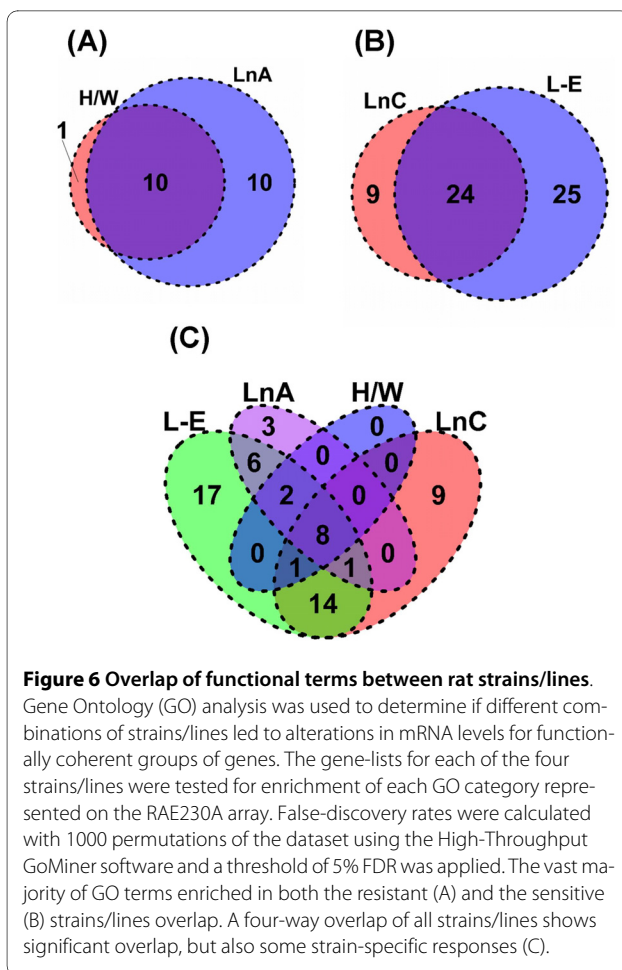 (A)
H/W
LnA
1
10
10
(B)
LnC
L-E
9
24
25
(C)
L-E
LnA
H/W
LnC
3
0
6
0
0
17
2
0
9
8
0
1
1
0
14
Figure 6 Overlap of functional terms between rat strains/lines.
Gene Ontology (GO) analysis was used to determine if different com-
binations of strains/lines led to alterations in mRNA levels for function-
ally coherent groups of genes. The gene-lists for each of the four
strains/lines were tested for enrichment of each GO category repre-
sented on the RAE230A array. False-discovery rates were calculated
with 1000 permutations of the dataset using the High-Throughput
GoMiner software and a threshold of 5% FDR was applied. The vast ma-
jority of GO terms enriched in both the resistant (A) and the sensitive
(B) strains/lines overlap. A four-way overlap of all strains/lines shows
significant overlap, but also some strain-specific responses (C).